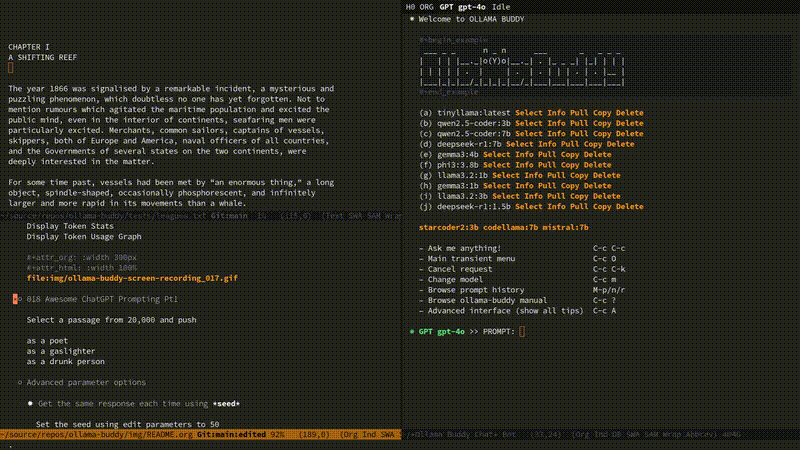 CHAPTER I
A SHIFTING REEF
The year 1866 was signalised by a remarkable incident, a mysterious and
puzzling phenomenon, which doubtless no one has yet forgotten. Not to
mention rumours which agitated the maritime population and excited the
public mind, even in the interior of continents, seafaring men were
particularly excited. Merchants, common sailors, captains of vessels,
skippers, both of Europe and America, naval officers of all countries,
and the Governments of several states on the two continents, were
deeply interested in the matter.
For some time past, vessels had been met by “an enormous thing,” a long
object, spindle-shaped, occasionally phosphorescent, and infinitely
larger and more rapid in its movements than a whale.
~/source/repos/ollama-buddy/tests/leagues.txt Git:main 1% (115,0) (Text SWA SAM Wrap
Display Token Stats
Display Token Usage Graph
#+attr_org: :width 300px
#+attr_html: :width 100%
file:img/ollama-buddy-screen-recording_017.gif
018 Awesome ChatGPT Prompting Pt1
Select a passage from 20,000 and push
as a poet
as a gaslighter
as a drunk person
Advanced parameter options
Get the same response each time using *seed*
Set the seed using edit parameters to 50
~/source/repos/ollama-buddy/img/README.org Git:main:edited 92% (189,0) (Org Ind SWA
H0 ORG GPT gpt-4o Idle
Welcome to OLLAMA BUDDY
#+begin_example
#+end_example
(a) tinyllama:latest Select Info Pull Copy Delete
(b) qwen2.5-coder:3b Select Info Pull Copy Delete
(c) qwen2.5-coder:7b Select Info Pull Copy Delete
(d) deepseek-r1:7b Select Info Pull Copy Delete
(e) gemma3:4b Select Info Pull Copy Delete
(f) phi3:3.8b Select Info Pull Copy Delete
(g) llama3.2:1b Select Info Pull Copy Delete
(h) gemma3:1b Select Info Pull Copy Delete
(i) llama3.2:3b Select Info Pull Copy Delete
(j) deepseek-r1:1.5b Select Info Pull Copy Delete
starcoder2:3b codellama:7b mistral:7b
- Ask me anything! C-c C-c
- Main transient menu C-c O
- Cancel request C-c C-k
- Change model C-c m
- Browse prompt history M-p/n/r
- Browse ollama-buddy manual C-c ?
- Advanced interface (show all tips) C-c A
GPT gpt-4o >> PROMPT:
*Ollama Buddy Chat* Bot (33,24) (Org Ind OB SWA SAM Wrap Abbrev)